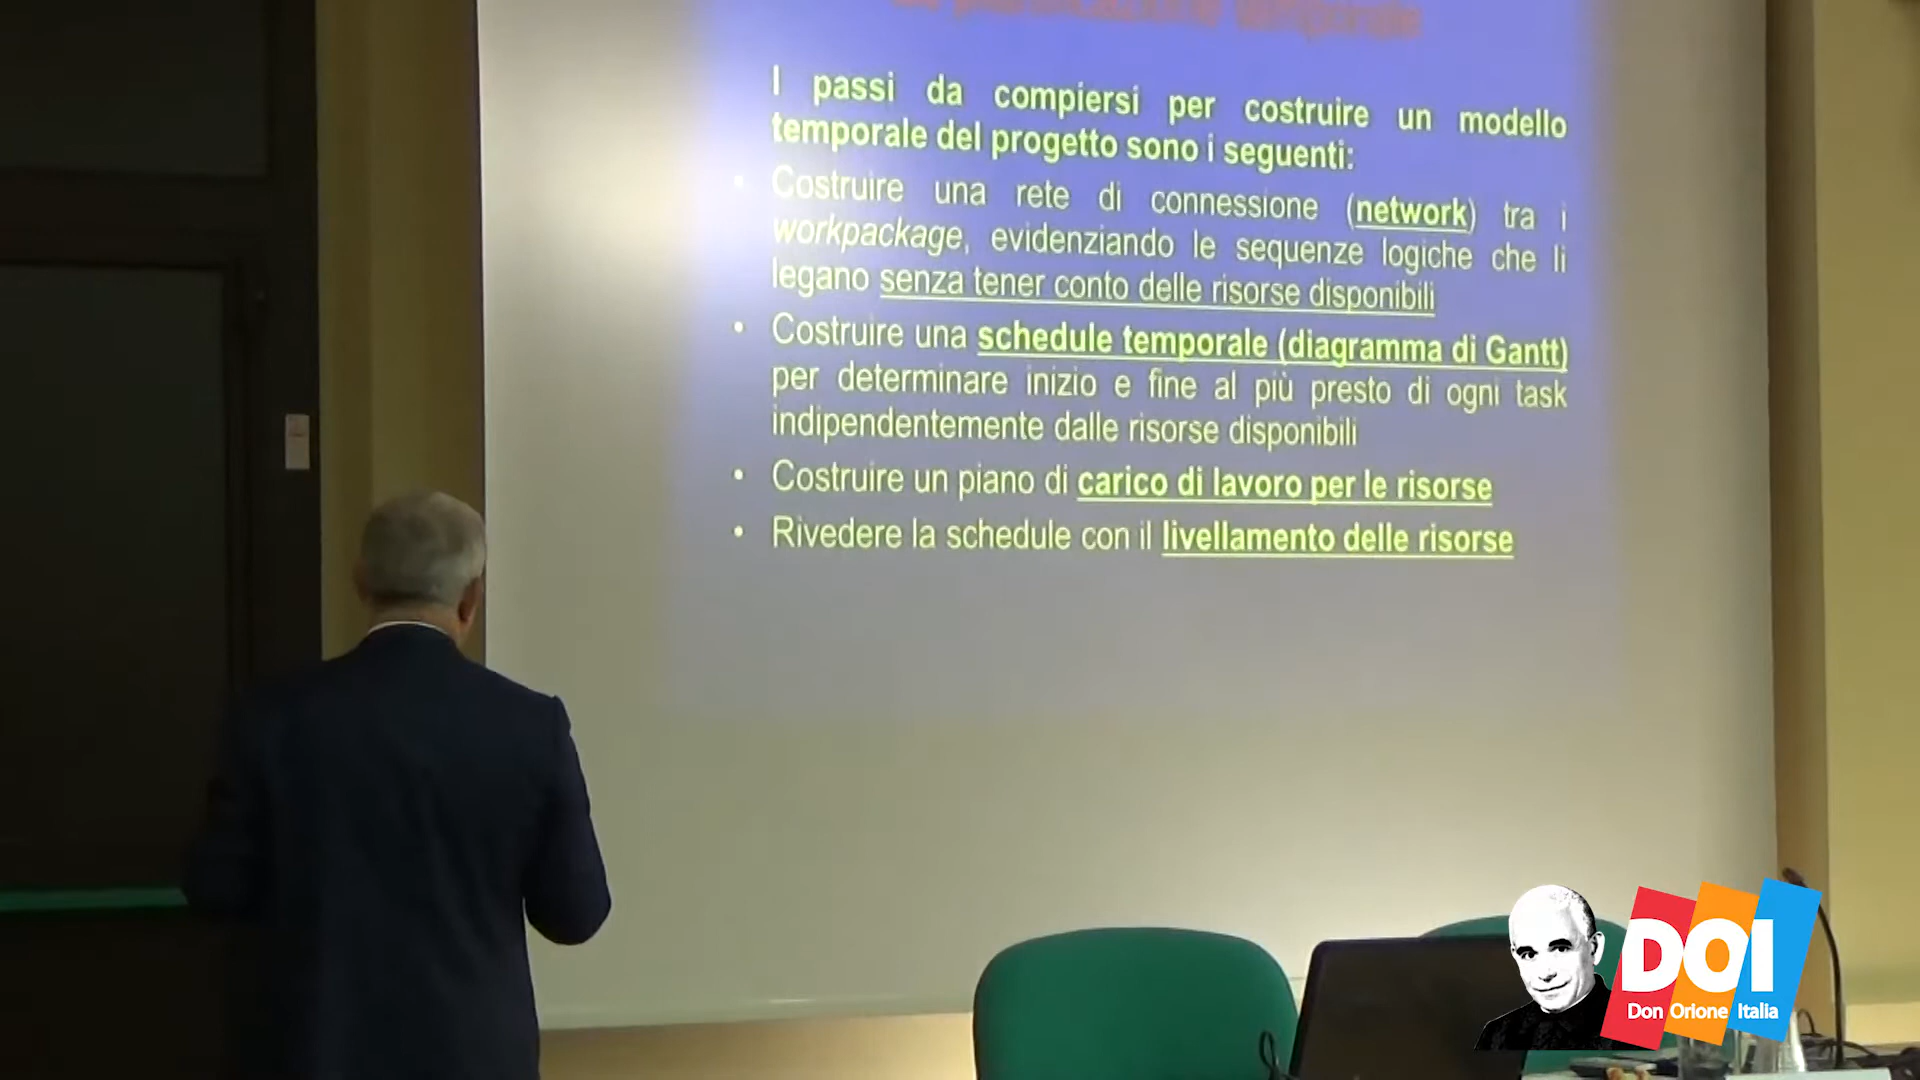 temporale
I passi da compiersi per costruire un modello
temporale del progetto sono i seguenti:
• Costruire una rete di connessione (network) tra i
workpackage, evidenziando le sequenze logiche che li
legano senza tener conto delle risorse disponibili
• Costruire una schedule temporale (diagramma di Gantt)
per determinare inizio e fine al più presto di ogni task
indipendentemente dalle risorse disponibili
• Costruire un piano di carico di lavoro per le risorse
• Rivedere la schedule con il livellamento delle risorse
DOI
Don Orione Italia